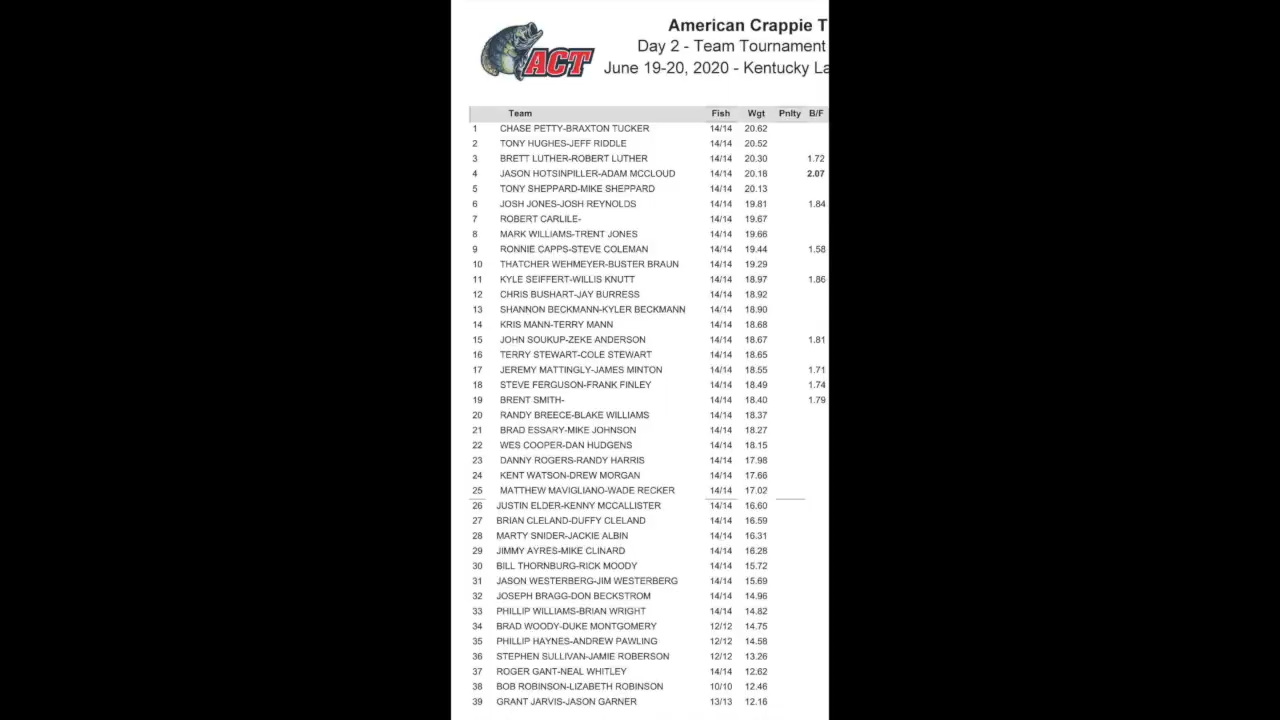 American Crappie T
ACT
Day 2 - Team Tournament
June 19-20, 2020 - Kentucky La
Team Fish Wgt Pnlty B/F
1 CHASE PETTY-BRAXTON TUCKER 14/14 20.62
2 TONY HUGHES-JEFF RIDDLE 14/14 20.52
3 BRETT LUTHER-ROBERT LUTHER 14/14 20.30 1.72
4 JASON HOTSINPILLER-ADAM MCCLOUD 14/14 20.18 2.07
5 TONY SHEPPARD-MIKE SHEPPARD 14/14 20.13
6 JOSH JONES-JOSH REYNOLDS 14/14 19.81 1.84
7 ROBERT CARLILE- 14/14 19.67
8 MARK WILLIAMS-TRENT JONES 14/14 19.66
9 RONNIE CAPPS-STEVE COLEMAN 14/14 19.44 1.58
10 THATCHER WEHMEYER-BUSTER BRAUN 14/14 19.29
11 KYLE SEIFFERT-WILLIS KNUTT 14/14 18.97 1.86
12 CHRIS BUSHART-JAY BURRESS 14/14 18.92
13 SHANNON BECKMANN-KYLER BECKMANN 14/14 18.90
14 KRIS MANN-TERRY MANN 14/14 18.68
15 JOHN SOUKUP-ZEKE ANDERSON 14/14 18.67 1.81
16 TERRY STEWART-COLE STEWART 14/14 18.65
17 JEREMY MATTINGLY-JAMES MINTON 14/14 18.55 1.71
18 STEVE FERGUSON-FRANK FINLEY 14/14 18.49 1.74
19 BRENT SMITH- 14/14 18.40 1.79
20 RANDY BREECE-BLAKE WILLIAMS 14/14 18.37
21 BRAD ESSARY-MIKE JOHNSON 14/14 18.27
22 WES COOPER-DAN HUDGENS 14/14 18.15
23 DANNY ROGERS-RANDY HARRIS 14/14 17.98
24 KENT WATSON-DREW MORGAN 14/14 17.66
25 MATTHEW MAVIGLIANO-WADE RECKER 14/14 17.02
26 JUSTIN ELDER-KENNY MCCALLISTER 14/14 16.60
27 BRIAN CLELAND-DUFFY CLELAND 14/14 16.59
28 MARTY SNIDER-JACKIE ALBIN 14/14 16.31
29 JIMMY AYRES-MIKE CLINARD 14/14 16.28
30 BILL THORNBURG-RICK MOODY 14/14 15.72
31 JASON WESTERBERG-JIM WESTERBERG 14/14 15.69
32 JOSEPH BRAGG-DON BECKSTROM 14/14 14.96
33 PHILLIP WILLIAMS-BRIAN WRIGHT 14/14 14.82
34 BRAD WOODY-DUKE MONTGOMERY 12/12 14.75
35 PHILLIP HAYNES-ANDREW PAWLING 12/12 14.58
36 STEPHEN SULLIVAN-JAMIE ROBERSON 12/12 13.26
37 ROGER GANT-NEAL WHITLEY 14/14 12.62
38 BOB ROBINSON-LIZABETH ROBINSON 10/10 12.46
39 GRANT JARVIS-JASON GARNER 13/13 12.16